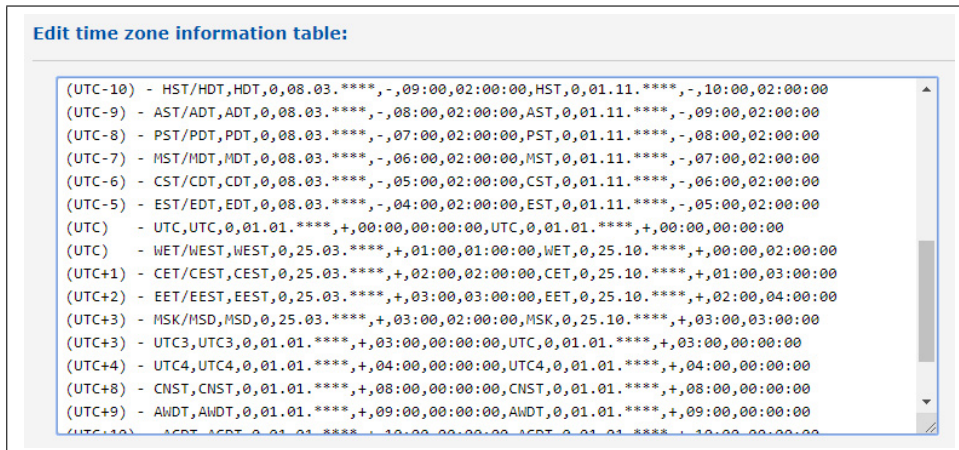 Edit time zone information table:
(UTC-10) - HST/HDT,HDT,0,08.03.****,-,09:00,02:00:00,HST,0,01.11.****,-,10:00,02:00:00
(UTC-9) - AST/ADT,ADT,0,08.03.****,-,08:00,02:00:00,AST,0,01.11.****,-,09:00,02:00:00
(UTC-8) - PST/PDT,PDT,0,08.03.****,-,07:00,02:00:00,PST,0,01.11.****,-,08:00,02:00:00
(UTC-7) - MST/MDT,MDT,0,08.03.****,-,06:00,02:00:00,MST,0,01.11.****,-,07:00,02:00:00
(UTC-6) - CST/CDT,CDT,0,08.03.****,-,05:00,02:00:00,CST,0,01.11.****,-,06:00,02:00:00
(UTC-5) - EST/EDT,EDT,0,08.03.****,-,04:00,02:00:00,EST,0,01.11.****,-,05:00,02:00:00
(UTC)   - UTC,UTC,0,01.01.****,+,00:00,00:00:00,UTC,0,01.01.****,+,00:00,00:00:00
(UTC)   - WET/WEST,WEST,0,25.03.****,+,01:00,01:00:00,WET,0,25.10.****,+,00:00,02:00:00
(UTC+1) - CET/CEST,CEST,0,25.03.****,+,02:00,02:00:00,CET,0,25.10.****,+,01:00,03:00:00
(UTC+2) - EET/EEST,EEST,0,25.03.****,+,03:00,03:00:00,EET,0,25.10.****,+,02:00,04:00:00
(UTC+3) - MSK/MSD,MSD,0,25.03.****,+,03:00,02:00:00,MSK,0,25.10.****,+,03:00,03:00:00
(UTC+3) - UTC3,UTC3,0,01.01.****,+,03:00,00:00:00,UTC,0,01.01.****,+,03:00,00:00:00
(UTC+4) - UTC4,UTC4,0,01.01.****,+,04:00,00:00:00,UTC4,0,01.01.****,+,04:00,00:00:00
(UTC+8) - CNST,CNST,0,01.01.****,+,08:00,00:00:00,CNST,0,01.01.****,+,08:00,00:00:00
(UTC+9) - AWDT,AWDT,0,01.01.****,+,09:00,00:00:00,AWDT,0,01.01.****,+,09:00,00:00:00